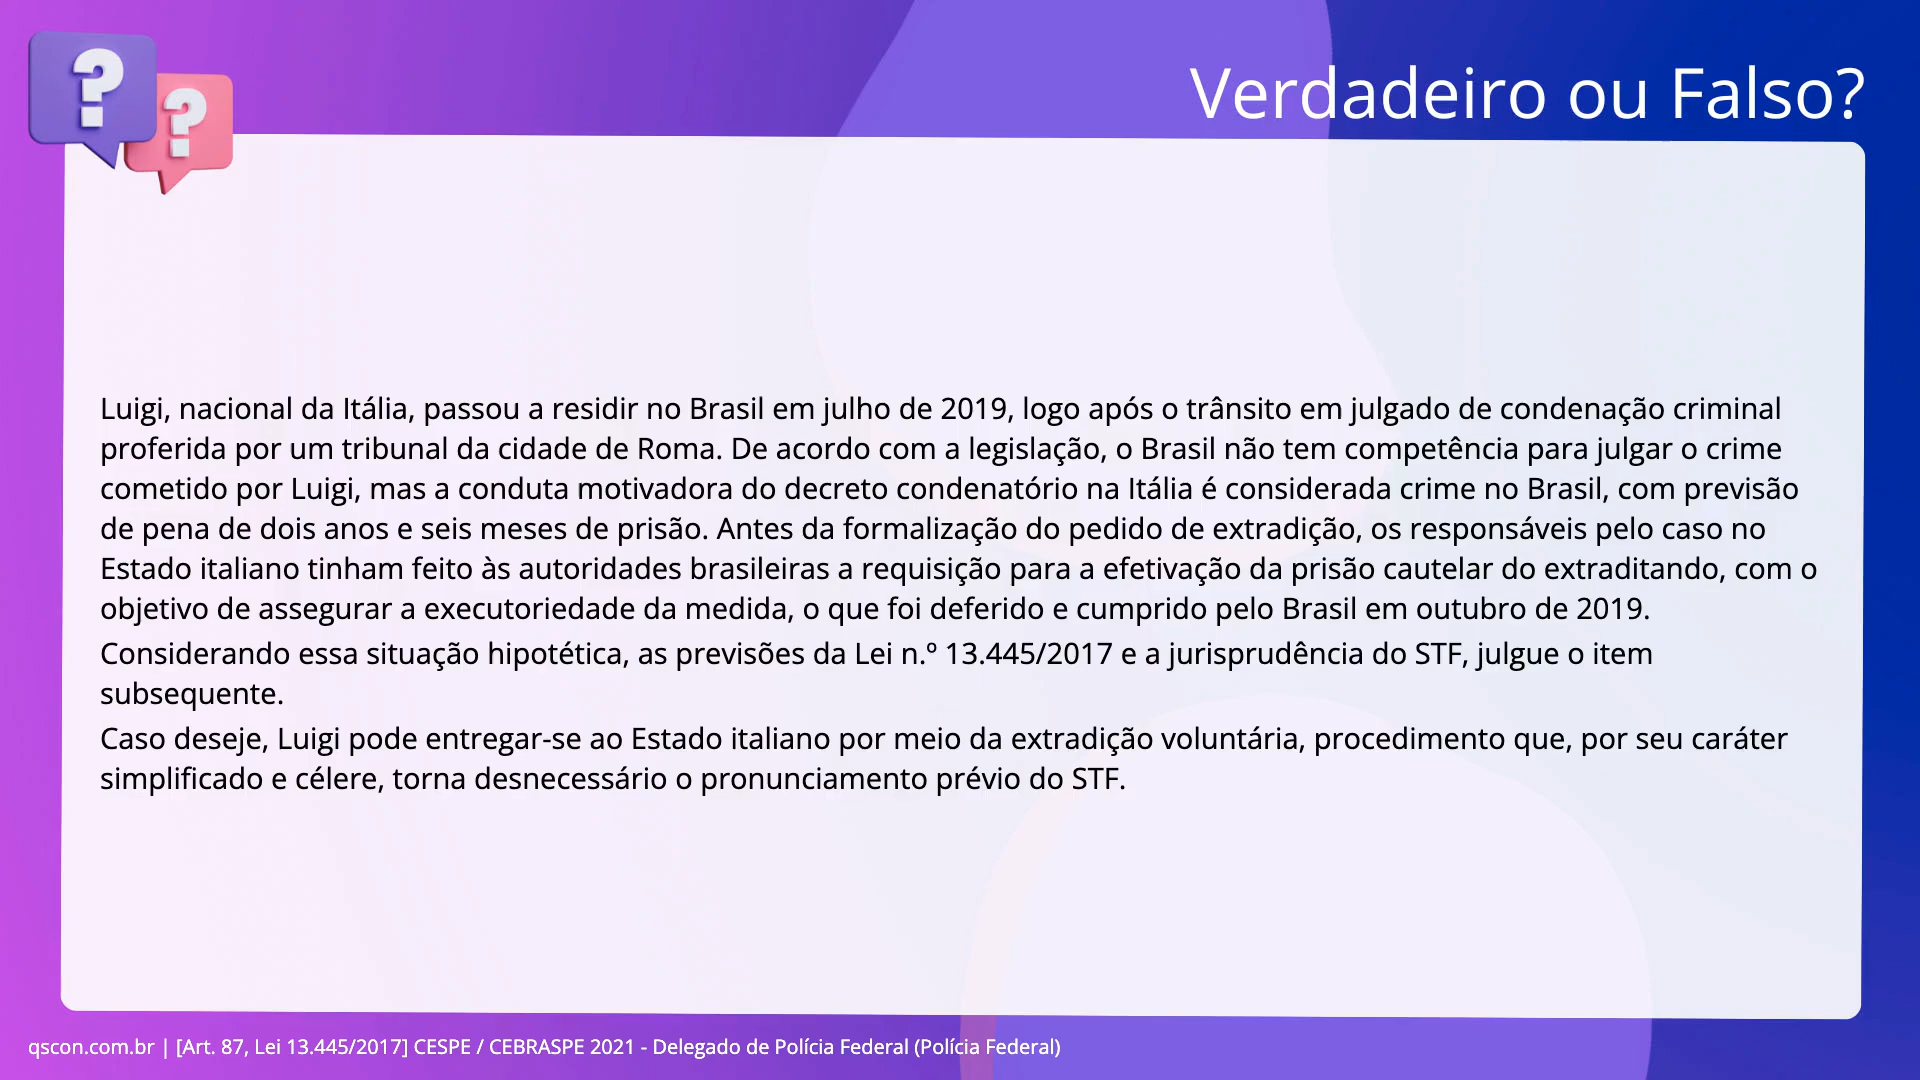 ? ?
Verdadeiro ou Falso?
Luigi, nacional da Itália, passou a residir no Brasil em julho de 2019, logo após o trânsito em julgado de condenação criminal
proferida por um tribunal da cidade de Roma. De acordo com a legislação, o Brasil não tem competência para julgar o crime
cometido por Luigi, mas a conduta motivadora do decreto condenatório na Itália é considerada crime no Brasil, com previsão
de pena de dois anos e seis meses de prisão. Antes da formalização do pedido de extradição, os responsáveis pelo caso no
Estado italiano tinham feito às autoridades brasileiras a requisição para a efetivação da prisão cautelar do extraditando, com o
objetivo de assegurar a executoriedade da medida, o que foi deferido e cumprido pelo Brasil em outubro de 2019.
Considerando essa situação hipotética, as previsões da Lei n.º 13.445/2017 e a jurisprudência do STF, julgue o item
subsequente.
Caso deseje, Luigi pode entregar-se ao Estado italiano por meio da extradição voluntária, procedimento que, por seu caráter
simplificado e célere, torna desnecessário o pronunciamento prévio do STF.
qscon.com.br | [Art. 87, Lei 13.445/2017] CESPE / CEBRASPE 2021 - Delegado de Polícia Federal (Polícia Federal)